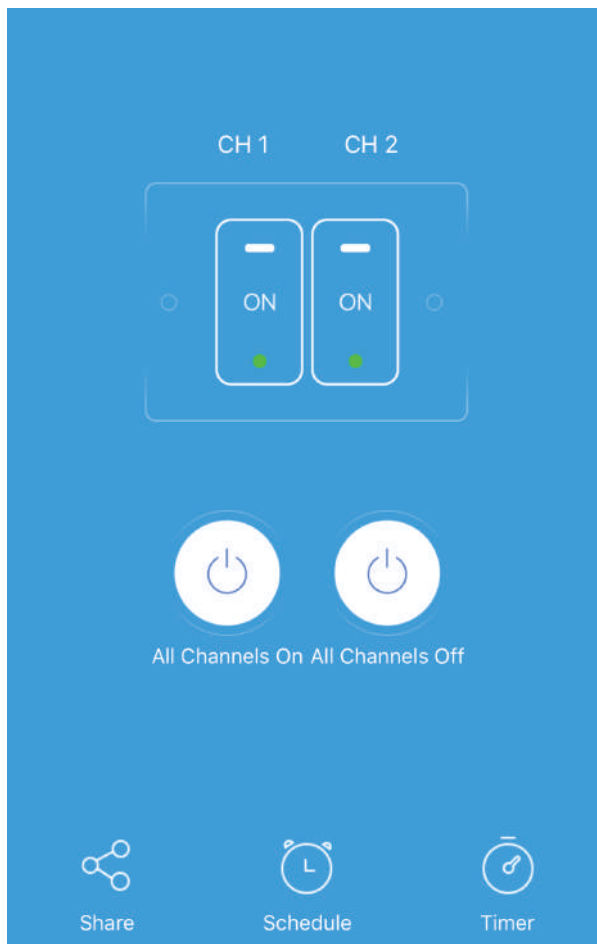 CH 1 CH 2
ON ON
All Channels On All Channels Off
Share Schedule Timer